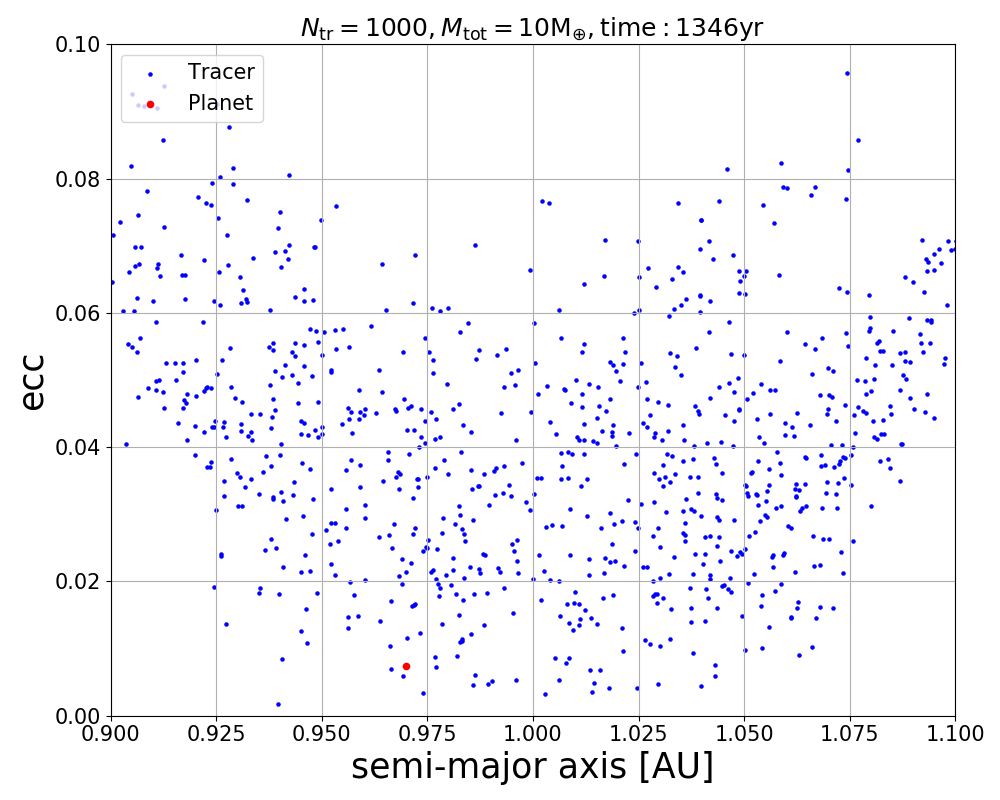 N_tr = 1000, M_tot = 10M_⊕, time : 1346yr
0.10
Tracer
Planet
0.08
0.06
ecc
0.04
0.02
0.00
0.900 0.925 0.950 0.975 1.000 1.025 1.050 1.075 1.100
semi-major axis [AU]